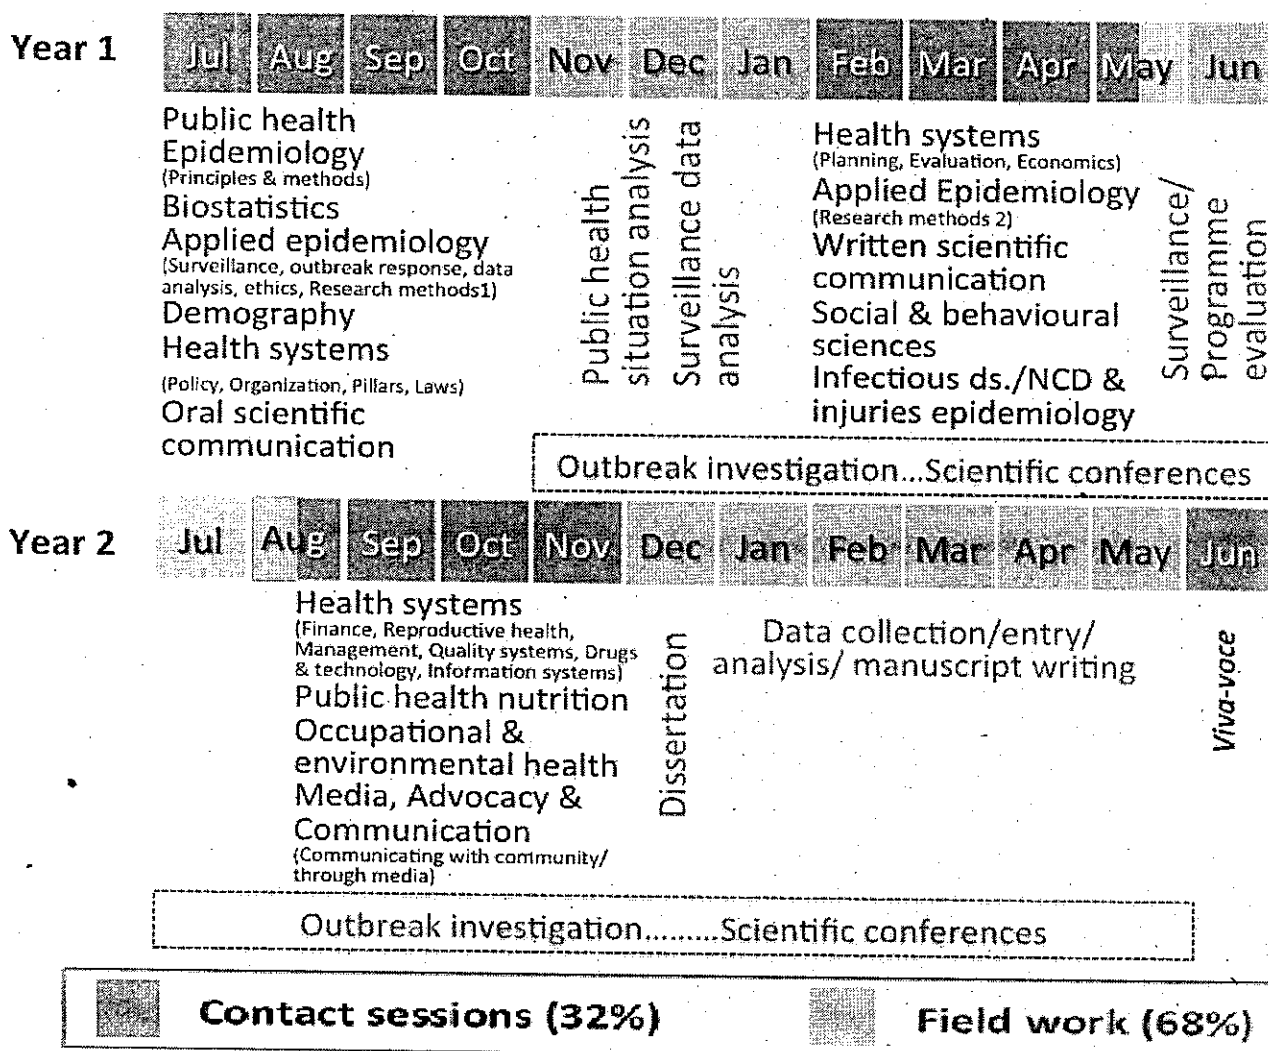 Year 1
Jul Aug Sep Oct Nov Dec Jan Feb Mar Apr May Jun
Public health
Epidemiology
(Principles & methods)
Biostatistics
Applied epidemiology
(Surveillance, outbreak response, data
analysis, ethics, Research methods1)
Demography
Health systems
(Policy, Organization, Pillars, Laws)
Oral scientific
communication
Public health
situation analysis
Surveillance data
analysis
Health systems
(Planning, Evaluation, Economics)
Applied Epidemiology
(Research methods 2)
Written scientific
communication
Social & behavioural
sciences
Infectious ds./NCD &
injuries epidemiology
Surveillance/
Programme
evaluation
Outbreak investigation...Scientific conferences
Year 2
Jul Aug Sep Oct Nov Dec Jan Feb Mar Apr May Jun
Health systems
(Finance, Reproductive health,
Management, Quality systems, Drugs
& technology, Information systems)
Public health nutrition
Occupational &
environmental health
Media, Advocacy &
Communication
(Communicating with community/
through media)
Dissertation
Data collection/entry/
analysis/ manuscript writing
Viva-voce
Outbreak investigation.........Scientific conferences
Contact sessions (32%)
Field work (68%)